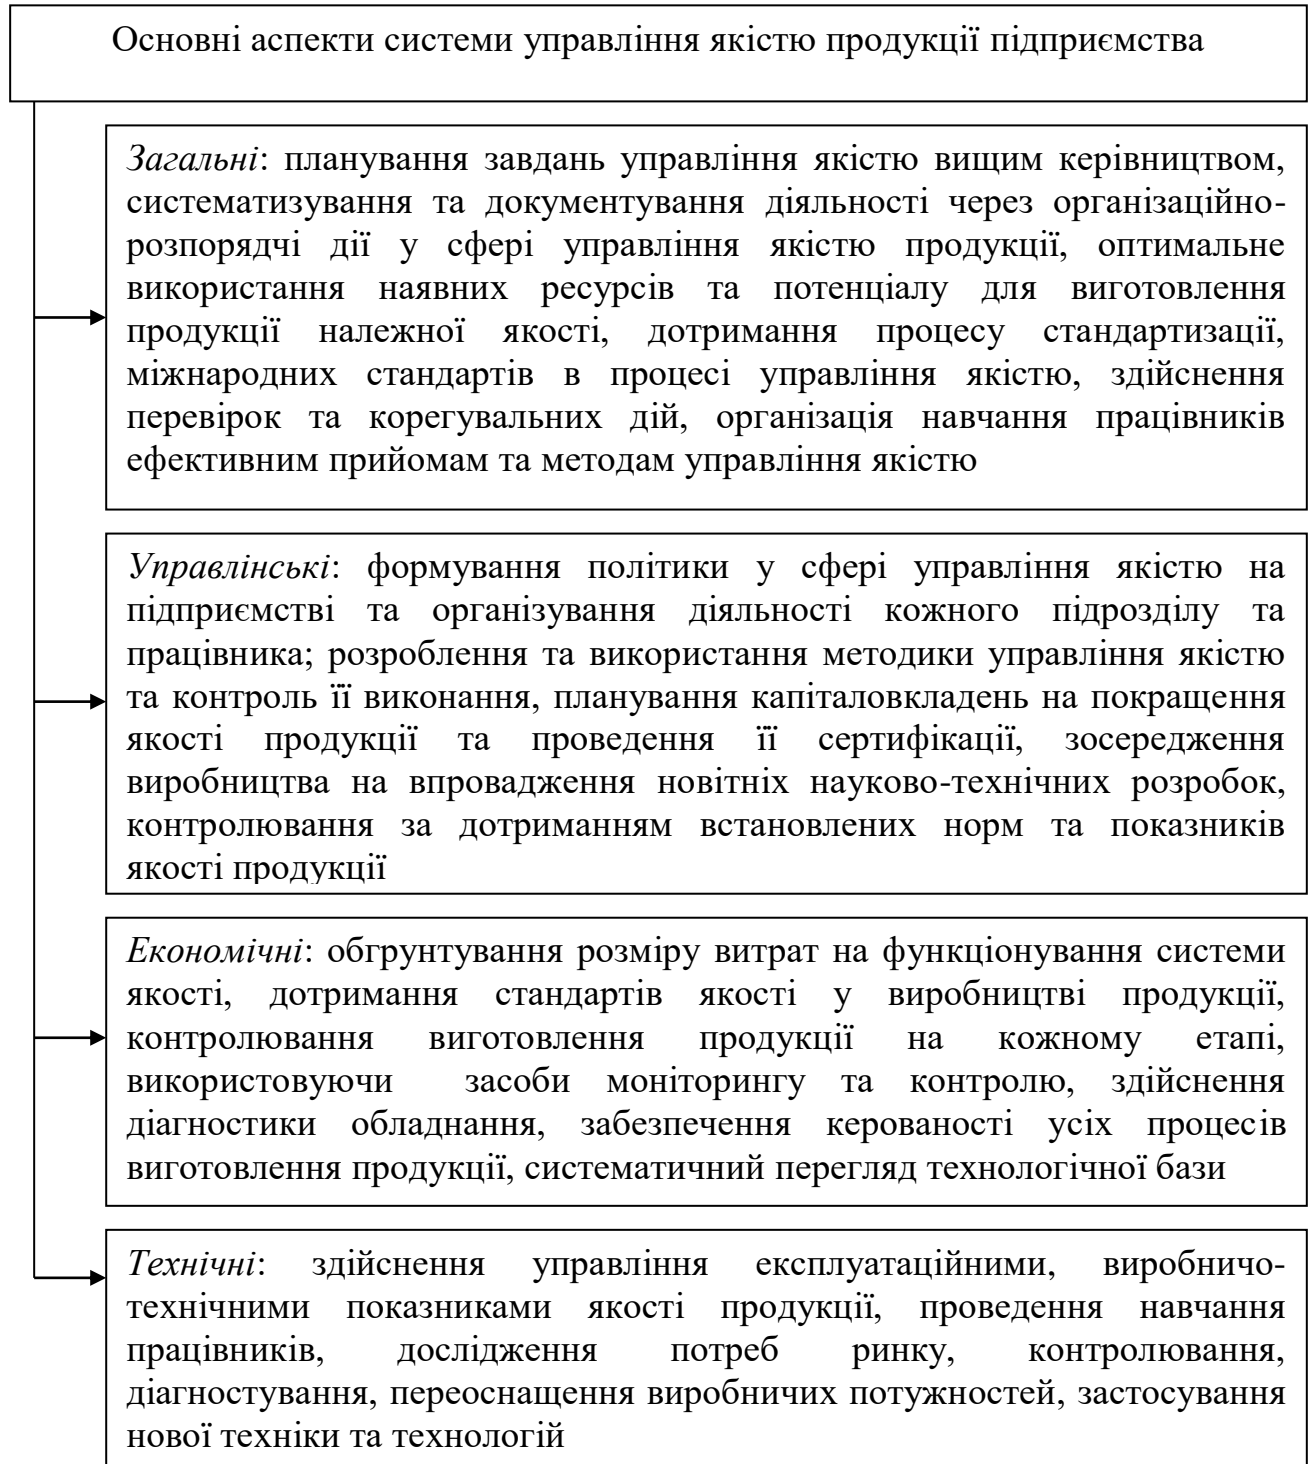 Основні аспекти системи управління якістю продукції підприємства
Загальні: планування завдань управління якістю вищим керівництвом,
систематизування та документування діяльності через організаційно-
розпорядчі дії у сфері управління якістю продукції, оптимальне
використання наявних ресурсів та потенціалу для виготовлення
продукції належної якості, дотримання процесу стандартизації,
міжнародних стандартів в процесі управління якістю, здійснення
перевірок та корегувальних дій, організація навчання працівників
ефективним прийомам та методам управління якістю
Управлінські: формування політики у сфері управління якістю на
підприємстві та організування діяльності кожного підрозділу та
працівника; розроблення та використання методики управління якістю
та контроль її виконання, планування капіталовкладень на покращення
якості продукції та проведення її сертифікації, зосередження
виробництва на впровадження новітніх науково-технічних розробок,
контролювання за дотриманням встановлених норм та показників
якості продукції
Економічні: обгрунтування розміру витрат на функціонування системи
якості, дотримання стандартів якості у виробництві продукції,
контролювання виготовлення продукції на кожному етапі,
використовуючи засоби моніторингу та контролю, здійснення
діагностики обладнання, забезпечення керованості усіх процесів
виготовлення продукції, систематичний перегляд технологічної бази
Технічні: здійснення управління експлуатаційними, виробничо-
технічними показниками якості продукції, проведення навчання
працівників, дослідження потреб ринку, контролювання,
діагностування, переоснащення виробничих потужностей, застосування
нової техніки та технологій